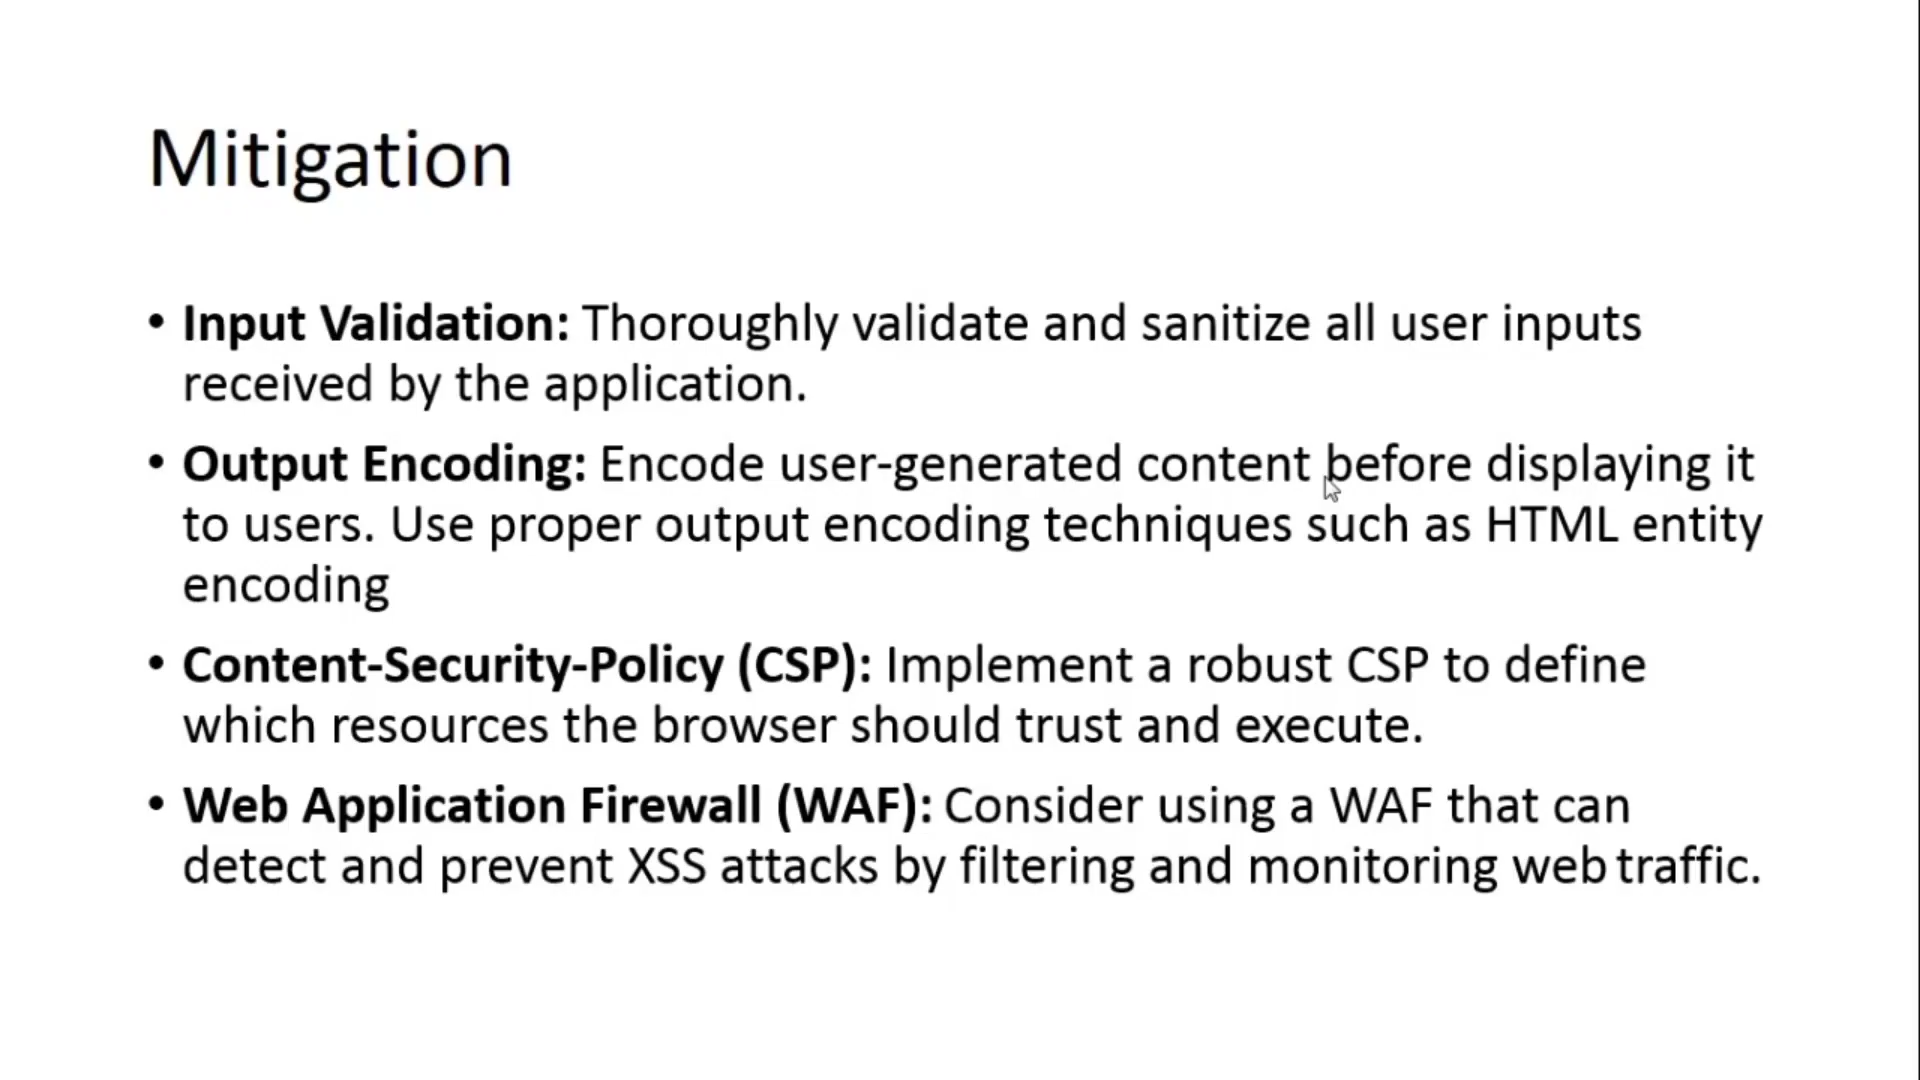 Mitigation
• Input Validation: Thoroughly validate and sanitize all user inputs
received by the application.
• Output Encoding: Encode user-generated content before displaying it
to users. Use proper output encoding techniques such as HTML entity
encoding
• Content-Security-Policy (CSP): Implement a robust CSP to define
which resources the browser should trust and execute.
• Web Application Firewall (WAF): Consider using a WAF that can
detect and prevent XSS attacks by filtering and monitoring web traffic.